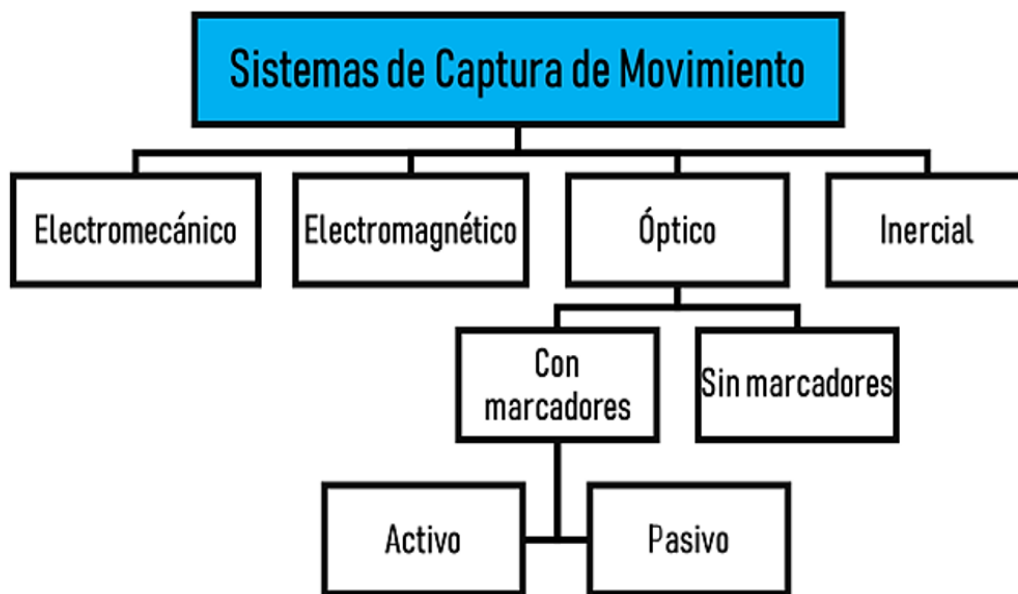 Sistemas de Captura de Movimiento
Electromecánico
Electromagnético
Óptico
Inercial
Con
marcadores
Sin marcadores
Activo
Pasivo